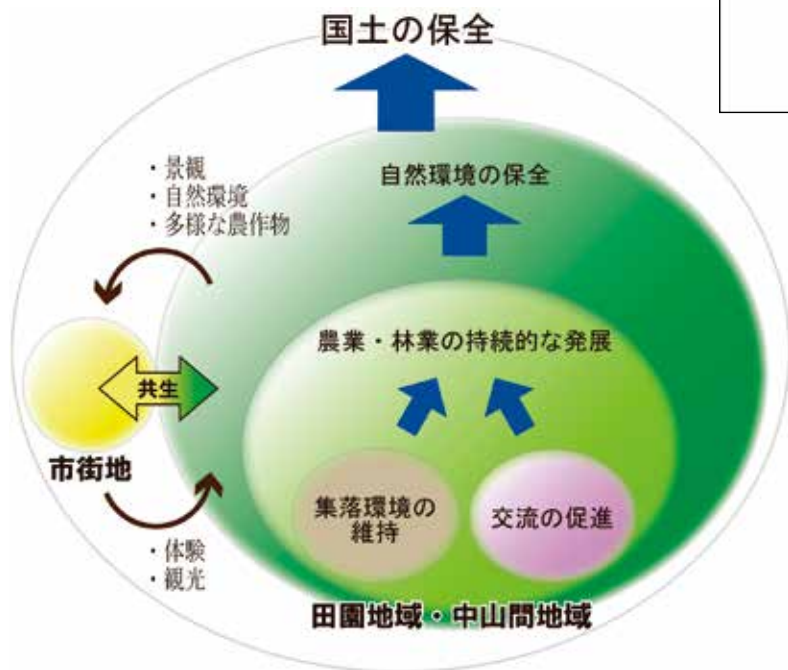 国土の保全
・景観
・自然環境
・多様な農作物
自然環境の保全
農業・林業の持続的な発展
共生
市街地
集落環境の
維持
交流の促進
・体験
・観光
田園地域・中山間地域